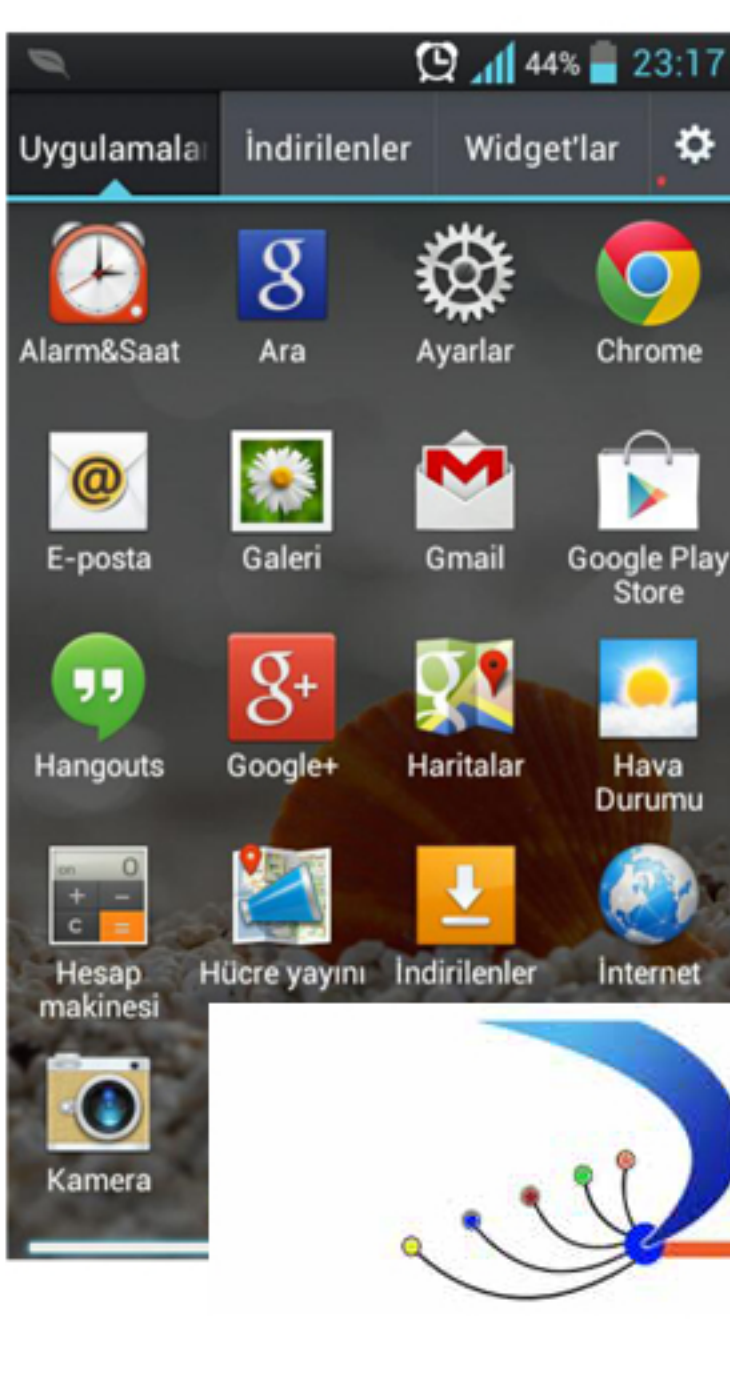 44% 23:17
Uygulamala İndirilenler Widget'lar
Alarm&Saat Ara Ayarlar Chrome
E-posta Galeri Gmail Google Play
Store
Hangouts Google+ Haritalar Hava
Durumu
on 0
+ −
c =
Hesap Hücre yayını İndirilenler İnternet
makinesi
Kamera